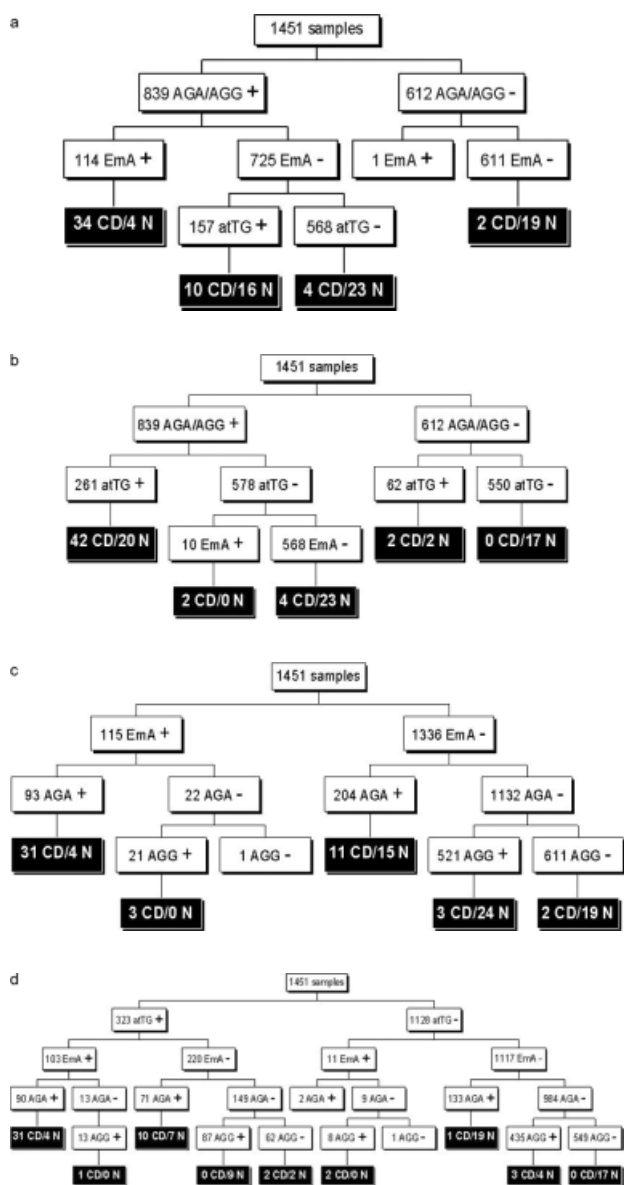 a
1451 samples
839 AGA/AGG +
612 AGA/AGG -
114 EmA +
725 EmA -
1 EmA +
611 EmA -
34 CD/4 N
157 atTG +
568 atTG -
2 CD/19 N
10 CD/16 N
4 CD/23 N
b
1451 samples
839 AGA/AGG +
612 AGA/AGG -
261 atTG +
578 atTG -
62 atTG +
550 atTG -
42 CD/20 N
10 EmA +
568 EmA -
2 CD/2 N
0 CD/17 N
2 CD/0 N
4 CD/23 N
c
1451 samples
115 EmA +
1336 EmA -
93 AGA +
22 AGA -
204 AGA +
1132 AGA -
31 CD/4 N
21 AGG +
1 AGG -
11 CD/15 N
521 AGG +
611 AGG -
3 CD/0 N
3 CD/24 N
2 CD/19 N
d
1451 samples
323 atTG +
1128 atTG -
103 EmA +
220 EmA -
11 EmA +
1117 EmA -
90 AGA +
13 AGA -
71 AGA +
149 AGA -
2 AGA +
9 AGA -
133 AGA +
984 AGA -
31 CD/4 N
13 AGG +
10 CD/7 N
87 AGG +
62 AGG -
8 AGG +
1 AGG -
1 CD/19 N
435 AGG +
549 AGG -
1 CD/0 N
0 CD/9 N
2 CD/2 N
2 CD/0 N
3 CD/4 N
0 CD/17 N